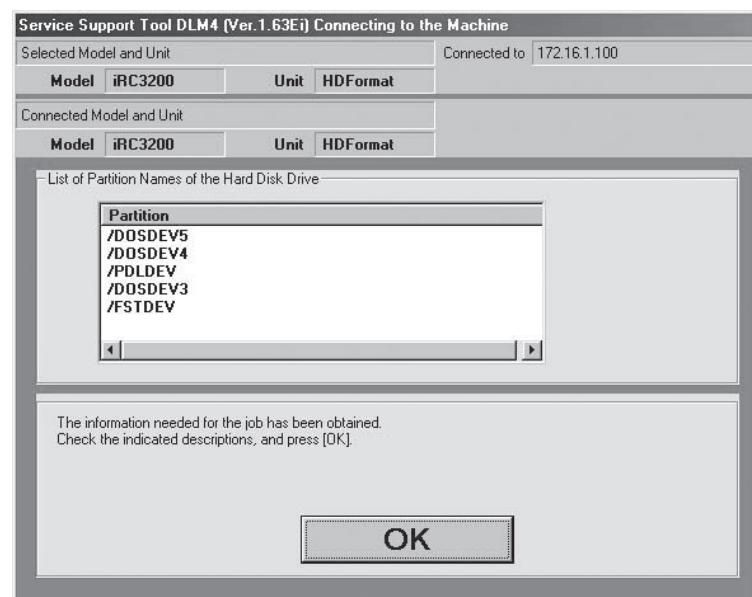 Service Support Tool DLM4 (Ver.1.63Ei) Connecting to the Machine
Selected Model and Unit
Connected to 172.16.1.100
Model iRC3200 Unit HDFormat
Connected Model and Unit
Model iRC3200 Unit HDFormat
List of Partition Names of the Hard Disk Drive
Partition
/DOSDEV5
/DOSDEV4
/PDLDEV
/DOSDEV3
/FSTDEV
The information needed for the job has been obtained.
Check the indicated descriptions, and press [OK].
OK